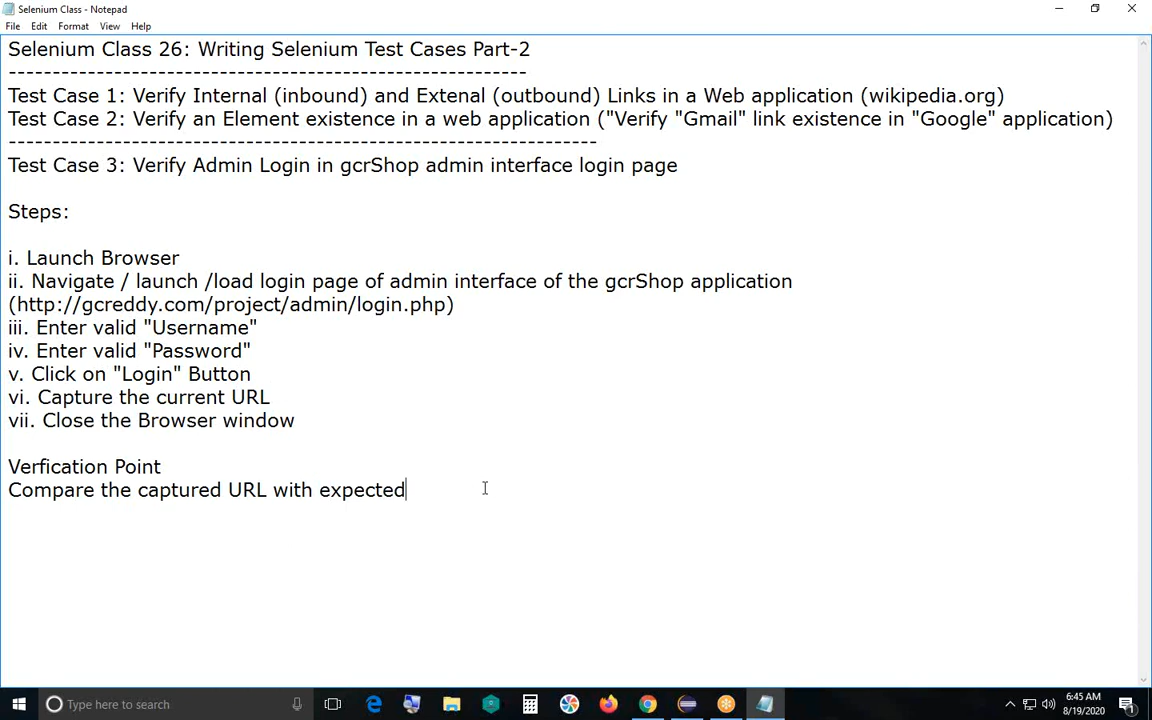 Selenium Class - Notepad
File Edit Format View Help
Selenium Class 26: Writing Selenium Test Cases Part-2
-----------------------------------------------------------
Test Case 1: Verify Internal (inbound) and Extenal (outbound) Links in a Web application (wikipedia.org)
Test Case 2: Verify an Element existence in a web application ("Verify "Gmail" link existence in "Google" application)
-------------------------------------------------------------------
Test Case 3: Verify Admin Login in gcrShop admin interface login page
Steps:
i. Launch Browser
ii. Navigate / launch /load login page of admin interface of the gcrShop application
(http://gcreddy.com/project/admin/login.php)
iii. Enter valid "Username"
iv. Enter valid "Password"
v. Click on "Login" Button
vi. Capture the current URL
vii. Close the Browser window
Verfication Point
Compare the captured URL with expected
Type here to search
6:45 AM
8/19/2020
1